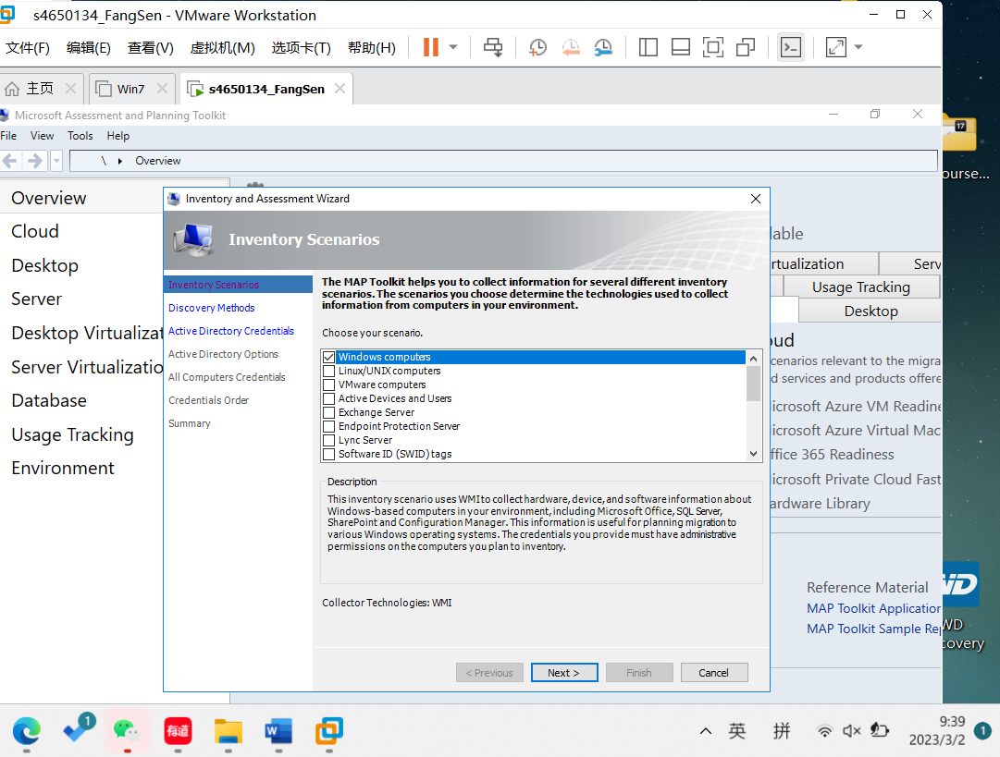 s4650134_FangSen - VMware Workstation
文件(F) 编辑(E) 查看(V) 虚拟机(M) 选项卡(T) 帮助(H)
主页 Win7 s4650134_FangSen
Microsoft Assessment and Planning Toolkit
File View Tools Help
\ Overview
17
ourse...
Overview
Cloud
Desktop
Server
Desktop Virtualizat
Server Virtualizatio
Database
Usage Tracking
Environment
Inventory and Assessment Wizard
Inventory Scenarios
Inventory Scenarios
Discovery Methods
Active Directory Credentials
Active Directory Options
All Computers Credentials
Credentials Order
Summary
The MAP Toolkit helps you to collect information for several different inventory
scenarios. The scenarios you choose determine the technologies used to collect
information from computers in your environment.
Choose your scenario.
Windows computers
Linux/UNIX computers
VMware computers
Active Devices and Users
Exchange Server
Endpoint Protection Server
Lync Server
Software ID (SWID) tags
Description
This inventory scenario uses WMI to collect hardware, device, and software information about
Windows-based computers in your environment, including Microsoft Office, SQL Server,
SharePoint and Configuration Manager. This information is useful for planning migration to
various Windows operating systems. The credentials you provide must have administrative
permissions on the computers you plan to inventory.
Collector Technologies: WMI
< Previous Next > Finish Cancel
lable
rtualization Serv
Usage Tracking
Desktop
oud
cenarios relevant to the migra
d services and products offere
icrosoft Azure VM Readine
icrosoft Azure Virtual Mac
ffice 365 Readiness
icrosoft Private Cloud Fast
ardware Library
Reference Material
MAP Toolkit Application
MAP Toolkit Sample Rep
WD
WD
covery
1
有道
W
英 拼
9:39
2023/3/2
1